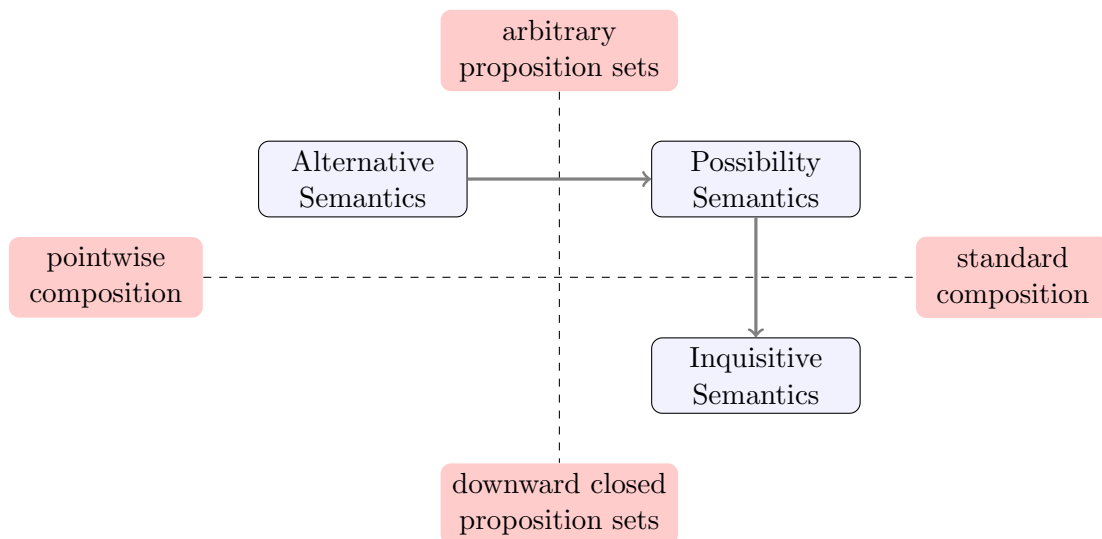 arbitrary
proposition sets
Alternative
Semantics
Possibility
Semantics
pointwise
composition
standard
composition
Inquisitive
Semantics
downward closed
proposition sets